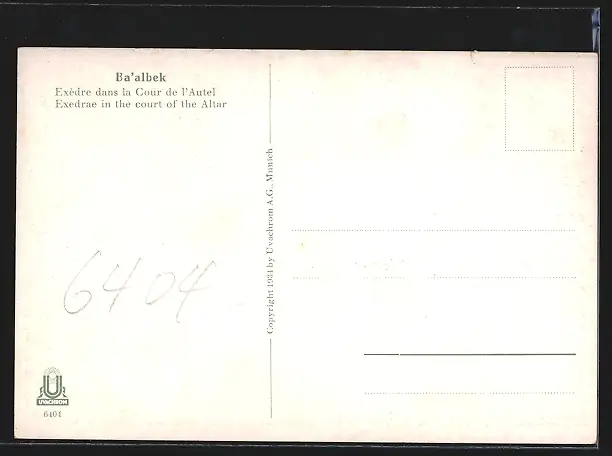 Ba'albek
Exèdre dans la Cour de l'Autel
Exedrae in the court of the Altar
Copyright 1931 by Uvachrom A.G., Munich
6404
U
UVACHROM
6404